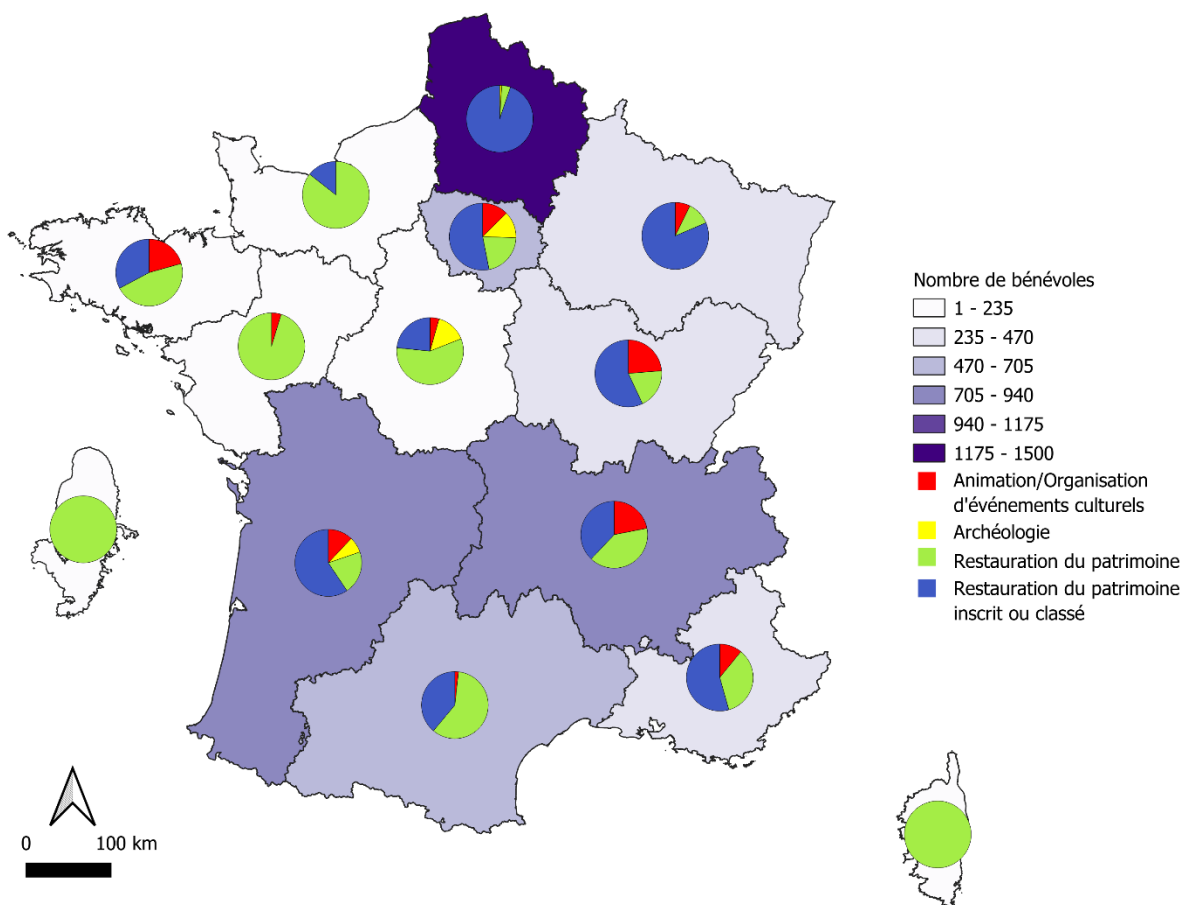 Nombre de bénévoles
1 - 235
235 - 470
470 - 705
705 - 940
940 - 1175
1175 - 1500
Animation/Organisation
d'événements culturels
Archéologie
Restauration du patrimoine
Restauration du patrimoine
inscrit ou classé
0 100 km